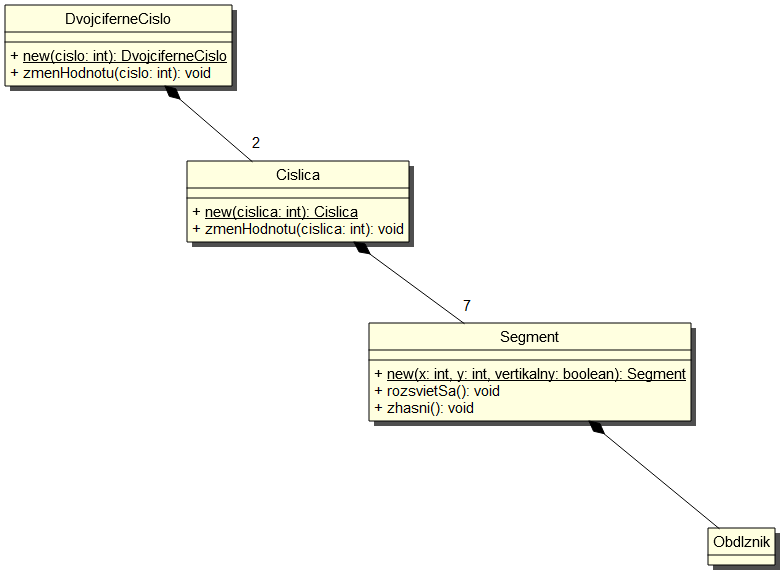 DvojciferneCislo
+ new(cislo: int): DvojciferneCislo
+ zmenHodnotu(cislo: int): void
2
Cislica
+ new(cislica: int): Cislica
+ zmenHodnotu(cislica: int): void
7
Segment
+ new(x: int, y: int, vertikalny: boolean): Segment
+ rozsvietSa(): void
+ zhasni(): void
Obdlznik